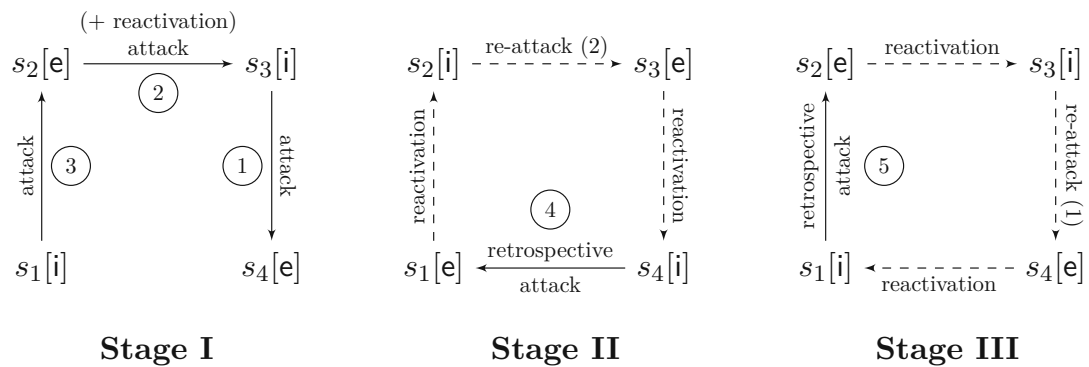 (+ reactivation)
attack
s₂[e]
s₃[i]
2
attack
3
1
attack
s₁[i]
s₄[e]
Stage I
re-attack (2)
s₂[i]
s₃[e]
reactivation
reactivation
4
retrospective
s₁[e]
s₄[i]
attack
Stage II
reactivation
s₂[e]
s₃[i]
retrospective
attack
5
re-attack (1)
s₁[i]
s₄[e]
reactivation
Stage III